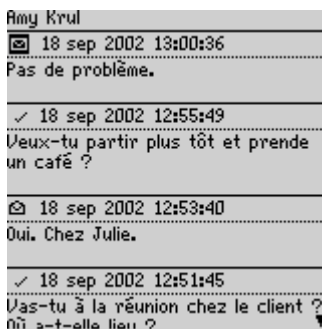 Amy Krul
18 sep 2002 13:00:36
Pas de problème.
✓ 18 sep 2002 12:55:49
Veux-tu partir plus tôt et prende
un café ?
18 sep 2002 12:53:40
Oui. Chez Julie.
✓ 18 sep 2002 12:51:45
Vas-tu à la réunion chez le client ?
Où a-t-elle lieu ?